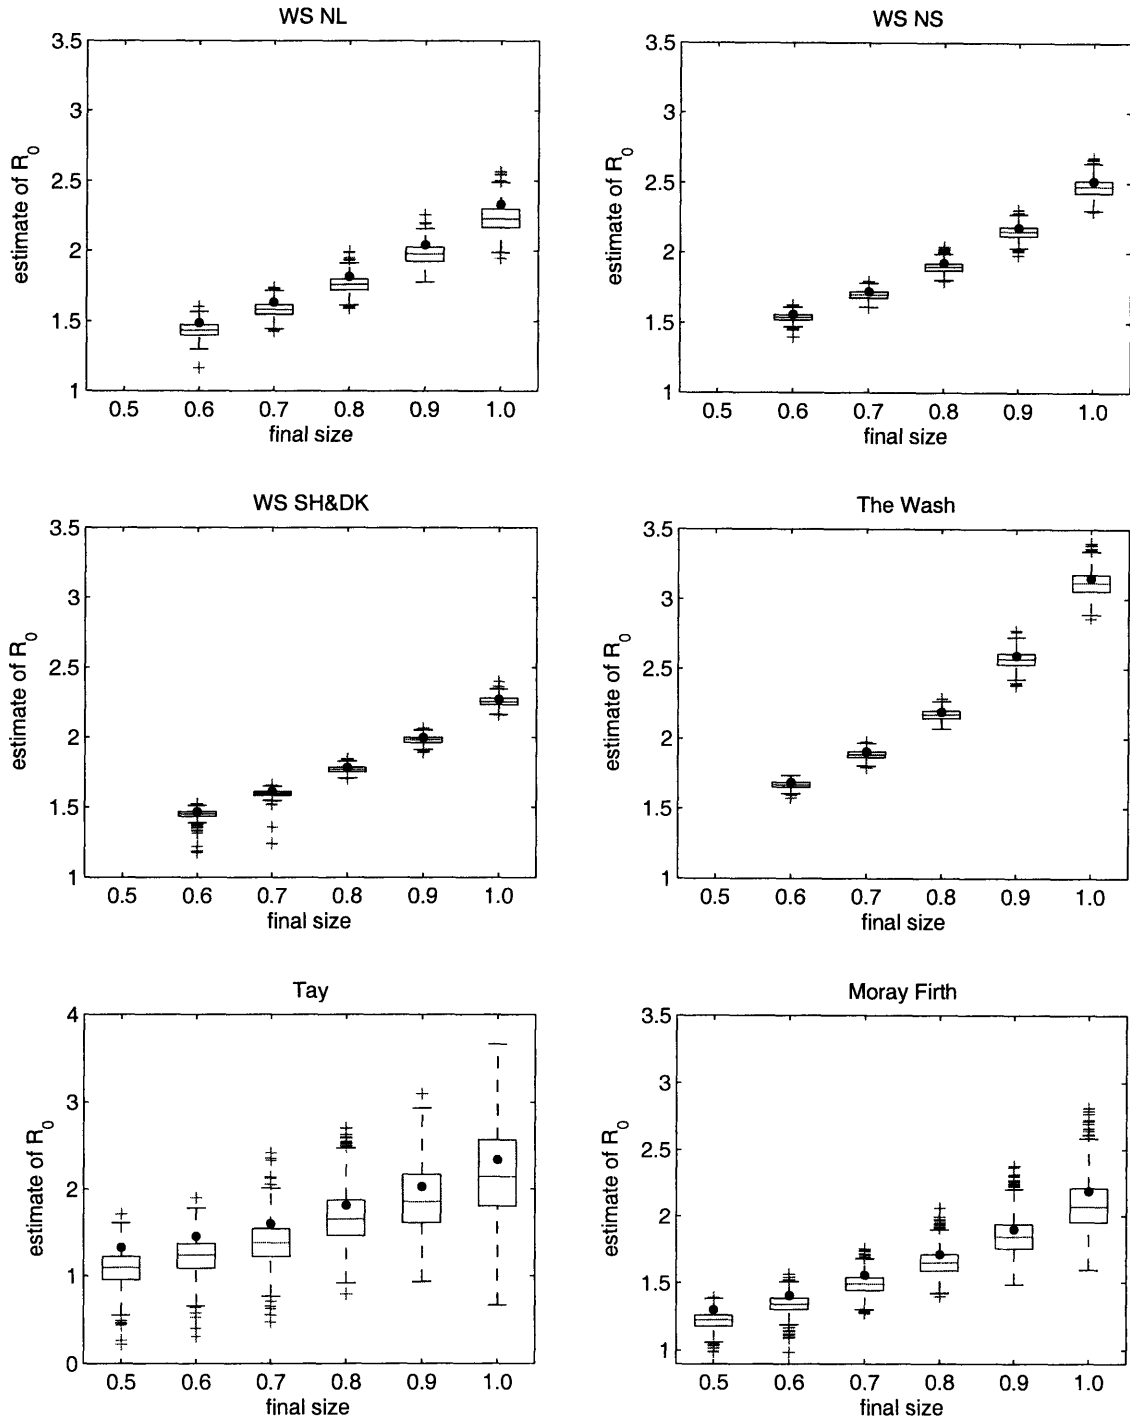 WS NL
3.5
3
2.5
2
1.5
1
estimate of R0
0.5 0.6 0.7 0.8 0.9 1.0
final size
WS NS
3.5
3
2.5
2
1.5
1
estimate of R0
0.5 0.6 0.7 0.8 0.9 1.0
final size
WS SH&DK
3.5
3
2.5
2
1.5
1
estimate of R0
0.5 0.6 0.7 0.8 0.9 1.0
final size
The Wash
3.5
3
2.5
2
1.5
1
estimate of R0
0.5 0.6 0.7 0.8 0.9 1.0
final size
Tay
4
3
2
1
0
estimate of R0
0.5 0.6 0.7 0.8 0.9 1.0
final size
Moray Firth
3.5
3
2.5
2
1.5
1
estimate of R0
0.5 0.6 0.7 0.8 0.9 1.0
final size